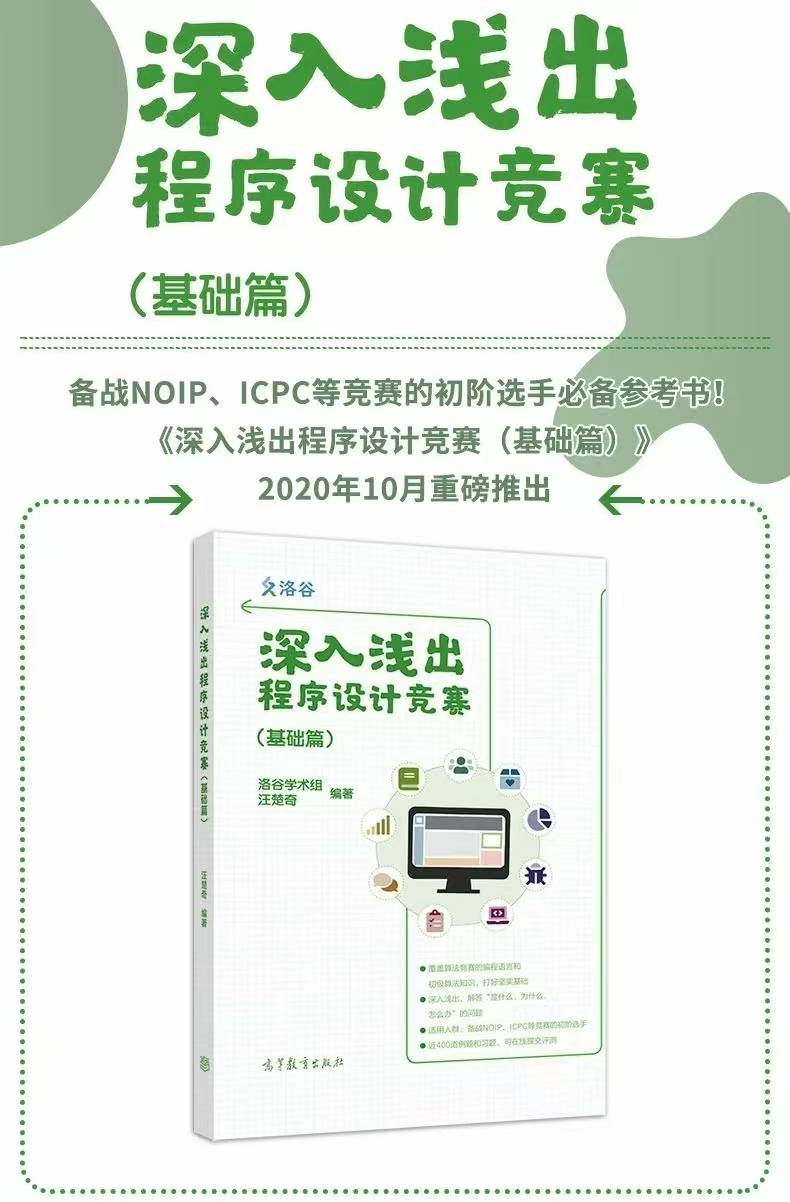 深入浅出
程序设计竞赛
（基础篇）
备战NOIP、ICPC等竞赛的初阶选手必备参考书！
《深入浅出程序设计竞赛（基础篇）》
2020年10月重磅推出
洛谷
深入浅出
程序设计竞赛
（基础篇）
洛谷学术组
汪楚奇
编著
深入浅出程序设计竞赛（基础篇）
汪楚奇 编著
覆盖算法竞赛的编程语言和
初级算法知识，打好坚实基础
深入浅出，解答“是什么、为什么、
怎么办”的问题
适用人群：备战NOIP、ICPC等竞赛的初阶选手
近400道例题和习题，可在线提交评测
高等教育出版社